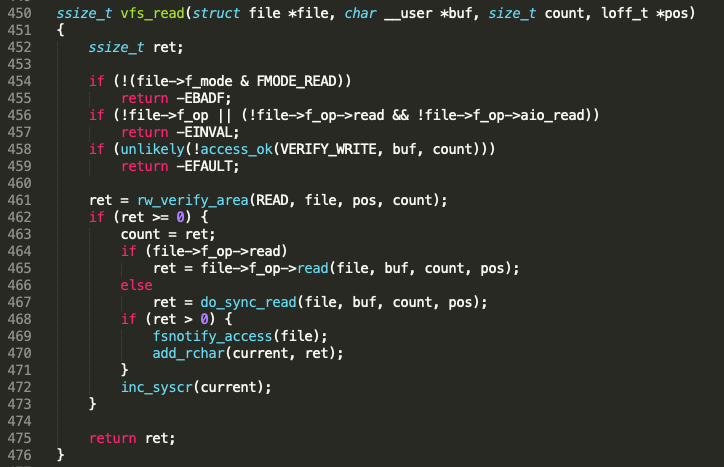 450 ssize_t vfs_read(struct file *file, char __user *buf, size_t count, loff_t *pos)
451 {
452     ssize_t ret;
453
454     if (!(file->f_mode & FMODE_READ))
455         return -EBADF;
456     if (!file->f_op || (!file->f_op->read && !file->f_op->aio_read))
457         return -EINVAL;
458     if (unlikely(!access_ok(VERIFY_WRITE, buf, count)))
459         return -EFAULT;
460
461     ret = rw_verify_area(READ, file, pos, count);
462     if (ret >= 0) {
463         count = ret;
464         if (file->f_op->read)
465             ret = file->f_op->read(file, buf, count, pos);
466         else
467             ret = do_sync_read(file, buf, count, pos);
468         if (ret > 0) {
469             fsnotify_access(file);
470             add_rchar(current, ret);
471         }
472         inc_syscr(current);
473     }
474
475     return ret;
476 }